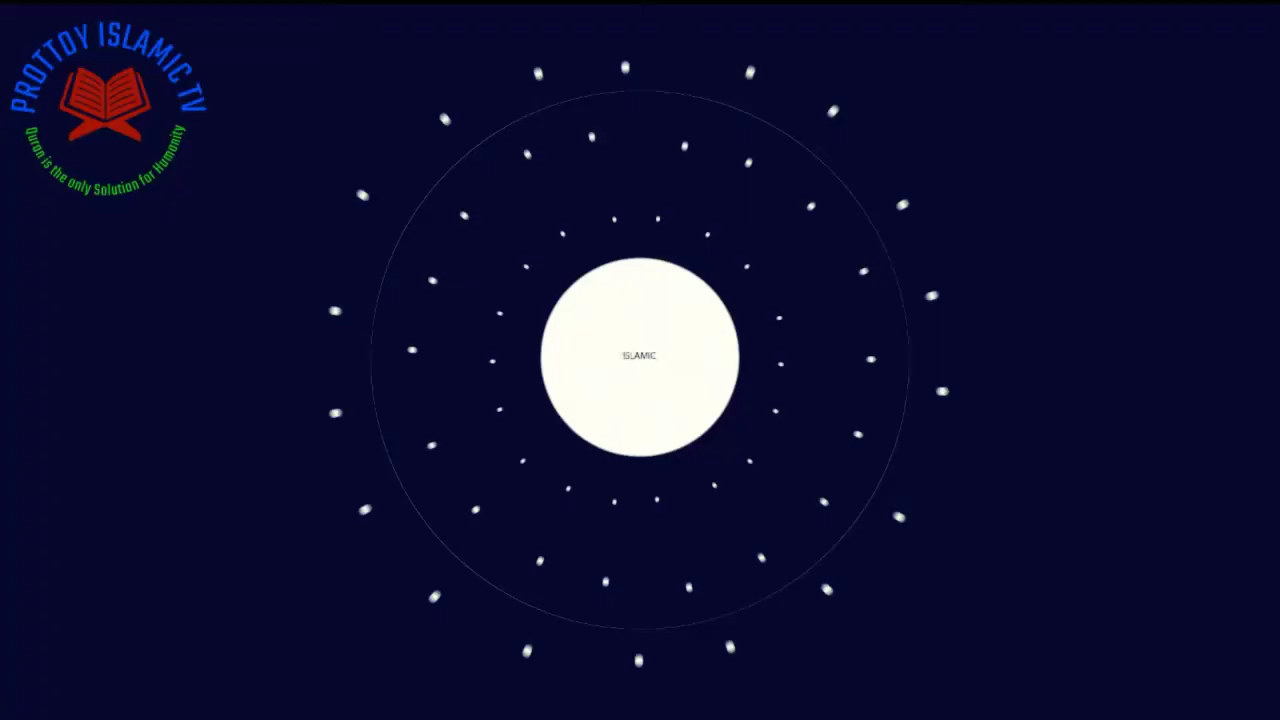 PROTTOY ISLAMIC TV
Quran is the only Solution for Humanity
ISLAMIC